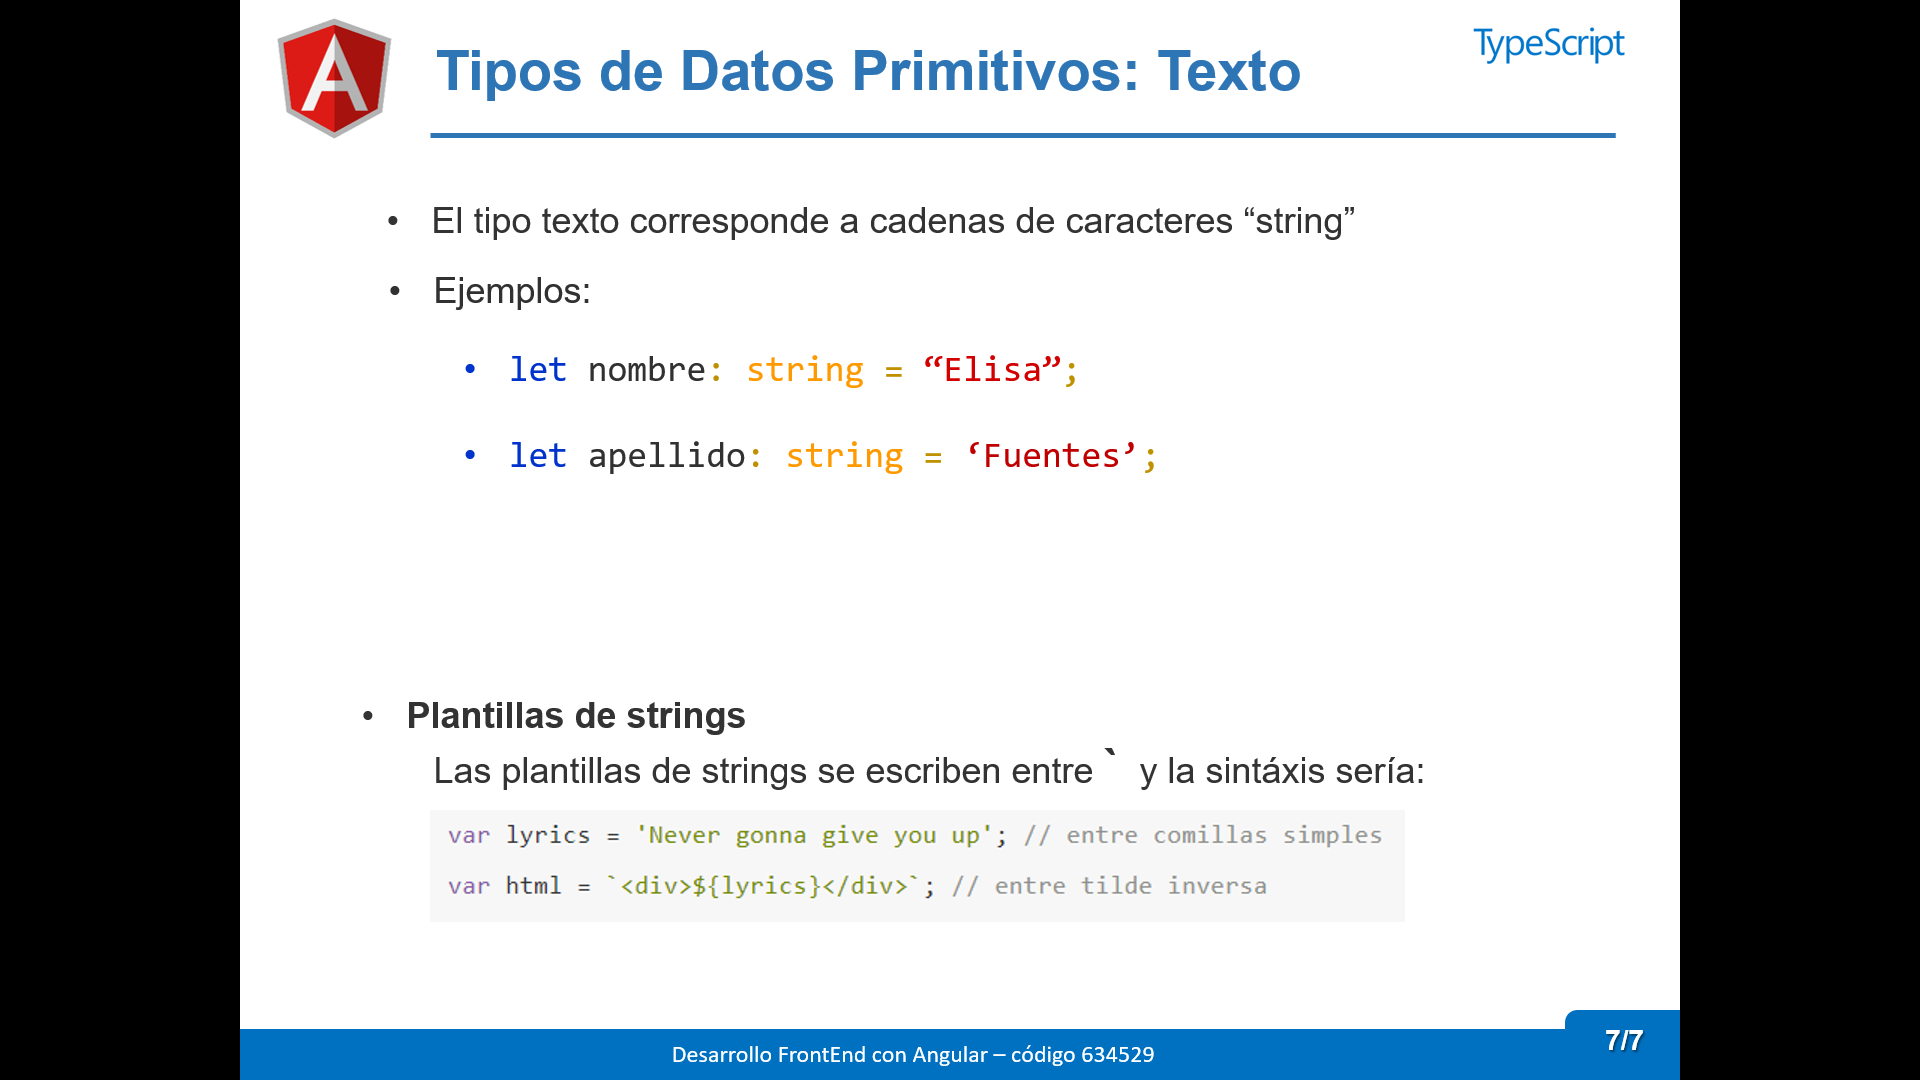 Tipos de Datos Primitivos: Texto
TypeScript
• El tipo texto corresponde a cadenas de caracteres “string”
• Ejemplos:
• let nombre: string = “Elisa”;
• let apellido: string = ‘Fuentes’;
• Plantillas de strings
Las plantillas de strings se escriben entre ` y la sintáxis sería:
var lyrics = 'Never gonna give you up'; // entre comillas simples
var html = `<div>${lyrics}</div>`; // entre tilde inversa
7/7
Desarrollo FrontEnd con Angular – código 634529